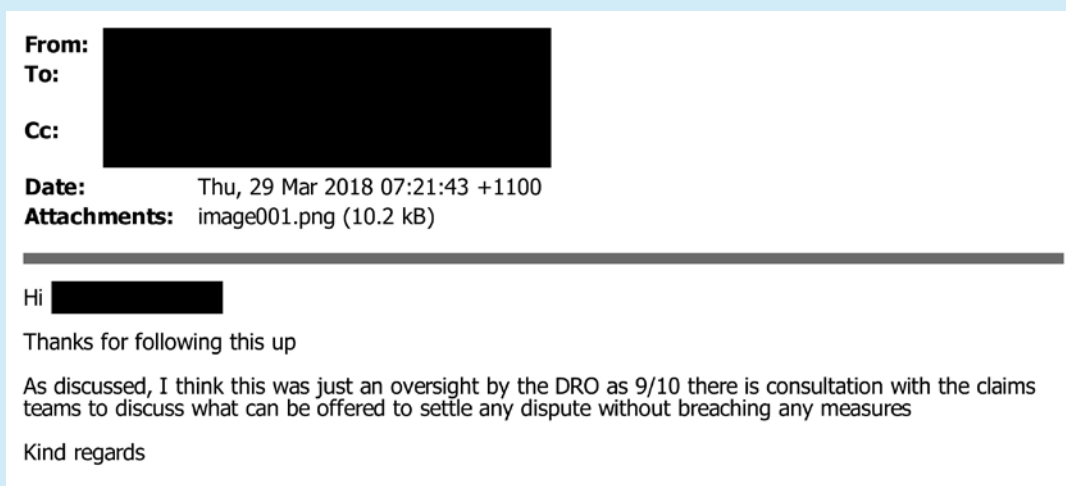 From:
To:
Cc:
Date: Thu, 29 Mar 2018 07:21:43 +1100
Attachments: image001.png (10.2 kB)
Hi
Thanks for following this up
As discussed, I think this was just an oversight by the DRO as 9/10 there is consultation with the claims
teams to discuss what can be offered to settle any dispute without breaching any measures
Kind regards